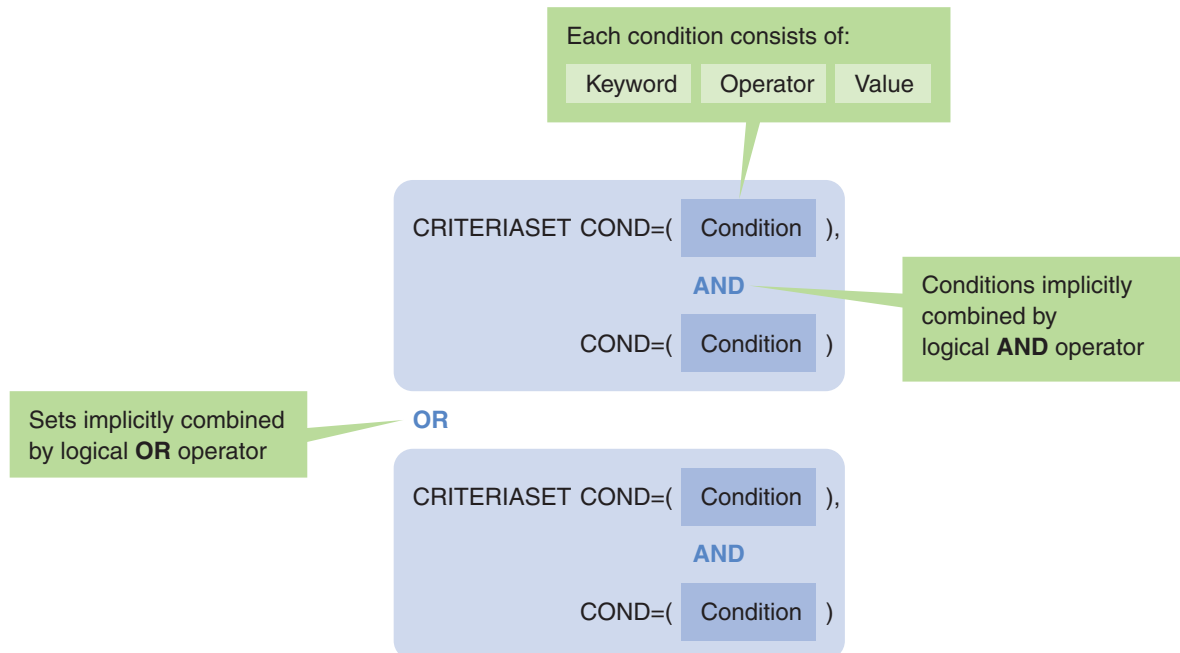 Each condition consists of:
Keyword Operator Value
CRITERIASET COND=( Condition ),
AND
Conditions implicitly
combined by
logical AND operator
COND=( Condition )
Sets implicitly combined
by logical OR operator
OR
CRITERIASET COND=( Condition ),
AND
COND=( Condition )